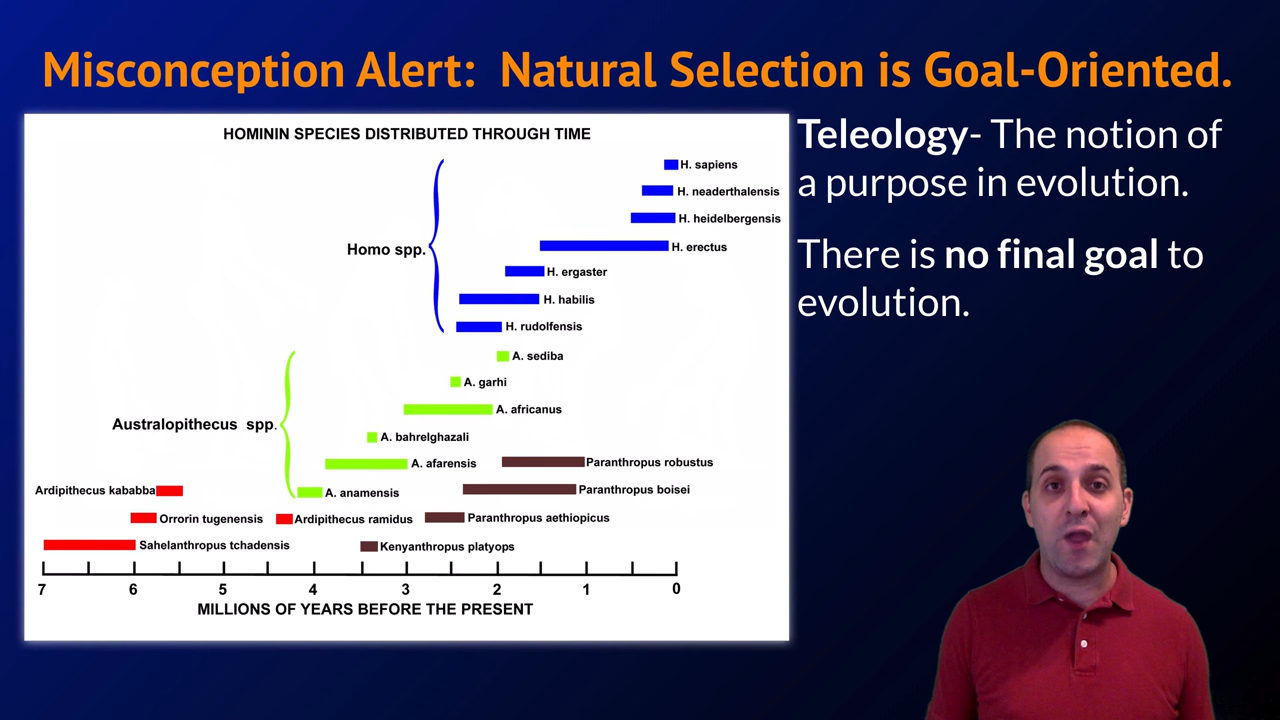 Misconception Alert: Natural Selection is Goal-Oriented.
HOMININ SPECIES DISTRIBUTED THROUGH TIME
H. sapiens
H. neaderthalensis
H. heidelbergensis
Homo spp.
H. erectus
H. ergaster
H. habilis
H. rudolfensis
A. sediba
A. garhi
A. africanus
Australopithecus spp.
A. bahrelghazali
A. afarensis
Paranthropus robustus
Ardipithecus kababba
A. anamensis
Paranthropus boisei
Orrorin tugenensis
Ardipithecus ramidus
Paranthropus aethiopicus
Sahelanthropus tchadensis
Kenyanthropus platyops
7 6 5 4 3 2 1 0
MILLIONS OF YEARS BEFORE THE PRESENT
Teleology- The notion of
a purpose in evolution.
There is no final goal to
evolution.